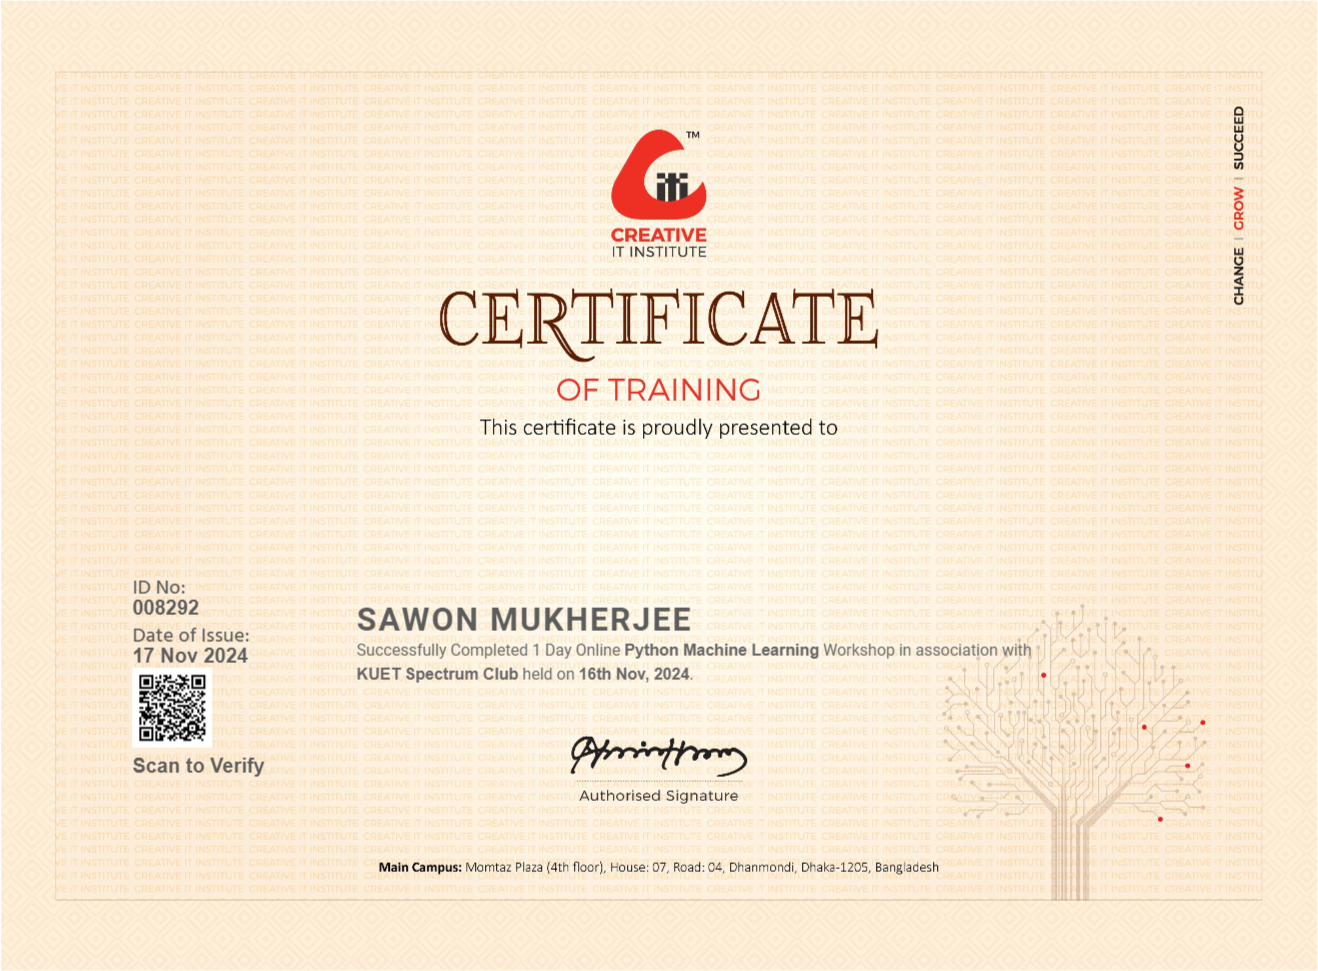 TM
CREATIVE
IT INSTITUTE
CHANGE | GROW | SUCCEED
CERTIFICATE
OF TRAINING
This certificate is proudly presented to
ID No:
008292
Date of Issue:
17 Nov 2024
Scan to Verify
SAWON MUKHERJEE
Successfully Completed 1 Day Online Python Machine Learning Workshop in association with
KUET Spectrum Club held on 16th Nov, 2024.
Authorised Signature
Main Campus: Momtaz Plaza (4th floor), House: 07, Road: 04, Dhanmondi, Dhaka-1205, Bangladesh